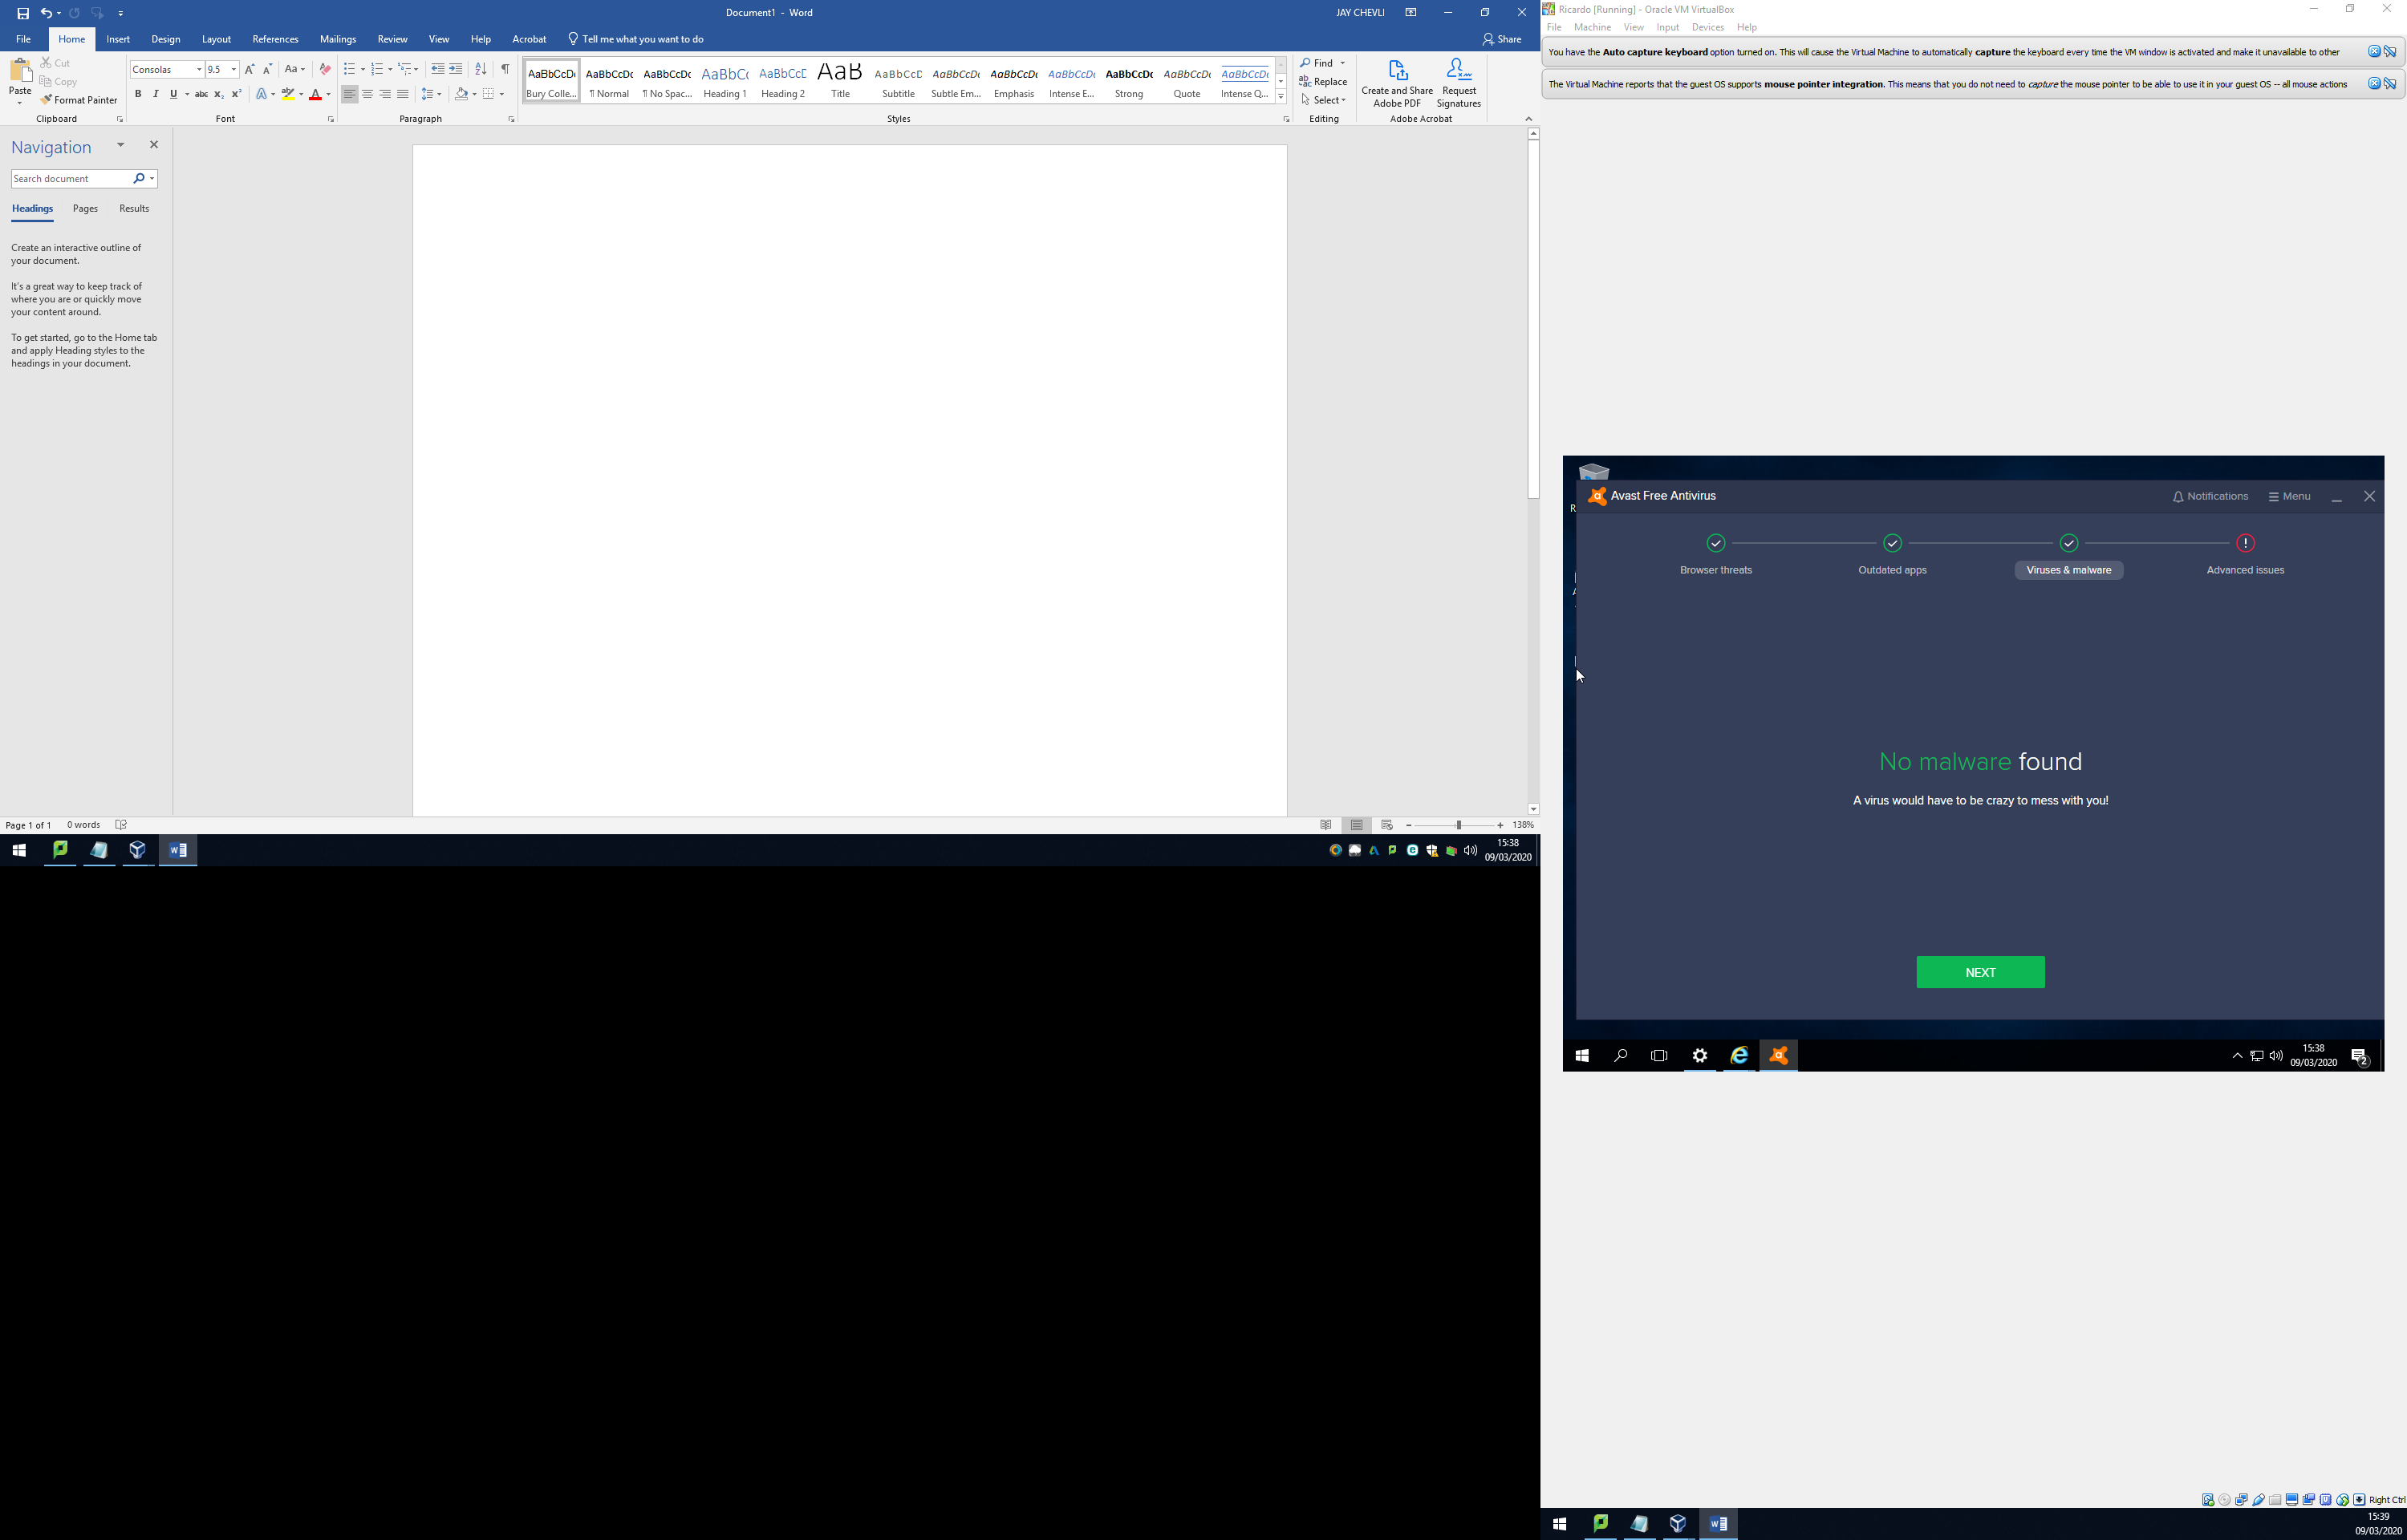 Document1 - Word
JAY CHEVLI
File Home Insert Design Layout References Mailings Review View Help Acrobat Tell me what you want to do
Share
Paste
Cut
Copy
Format Painter
Clipboard
Consolas 9.5
Font
Paragraph
AaBbCcD AaBbCcDc AaBbCcDc AaBbC( AaBbCcE AaB AaBbCcD AaBbCcDı AaBbCcDı AaBbCcDı AaBbCcDc AaBbCcDı AaBbCcDı
Bury Colle... ¶ Normal ¶ No Spac... Heading 1 Heading 2 Title Subtitle Subtle Em... Emphasis Intense E... Strong Quote Intense Q...
Styles
Find
Replace
Select
Editing
Create and Share Adobe PDF
Request Signatures
Adobe Acrobat
Navigation
Search document
Headings Pages Results
Create an interactive outline of
your document.
It's a great way to keep track of
where you are or quickly move
your content around.
To get started, go to the Home tab
and apply Heading styles to the
headings in your document.
Page 1 of 1 0 words
138%
15:38
09/03/2020
Ricardo [Running] - Oracle VM VirtualBox
File Machine View Input Devices Help
You have the Auto capture keyboard option turned on. This will cause the Virtual Machine to automatically capture the keyboard every time the VM window is activated and make it unavailable to other
The Virtual Machine reports that the guest OS supports mouse pointer integration. This means that you do not need to capture the mouse pointer to be able to use it in your guest OS -- all mouse actions
R
Avast Free Antivirus
Notifications Menu
Browser threats Outdated apps Viruses & malware Advanced issues
No malware found
A virus would have to be crazy to mess with you!
NEXT
15:38
09/03/2020
2
Right Ctrl
15:39
09/03/2020